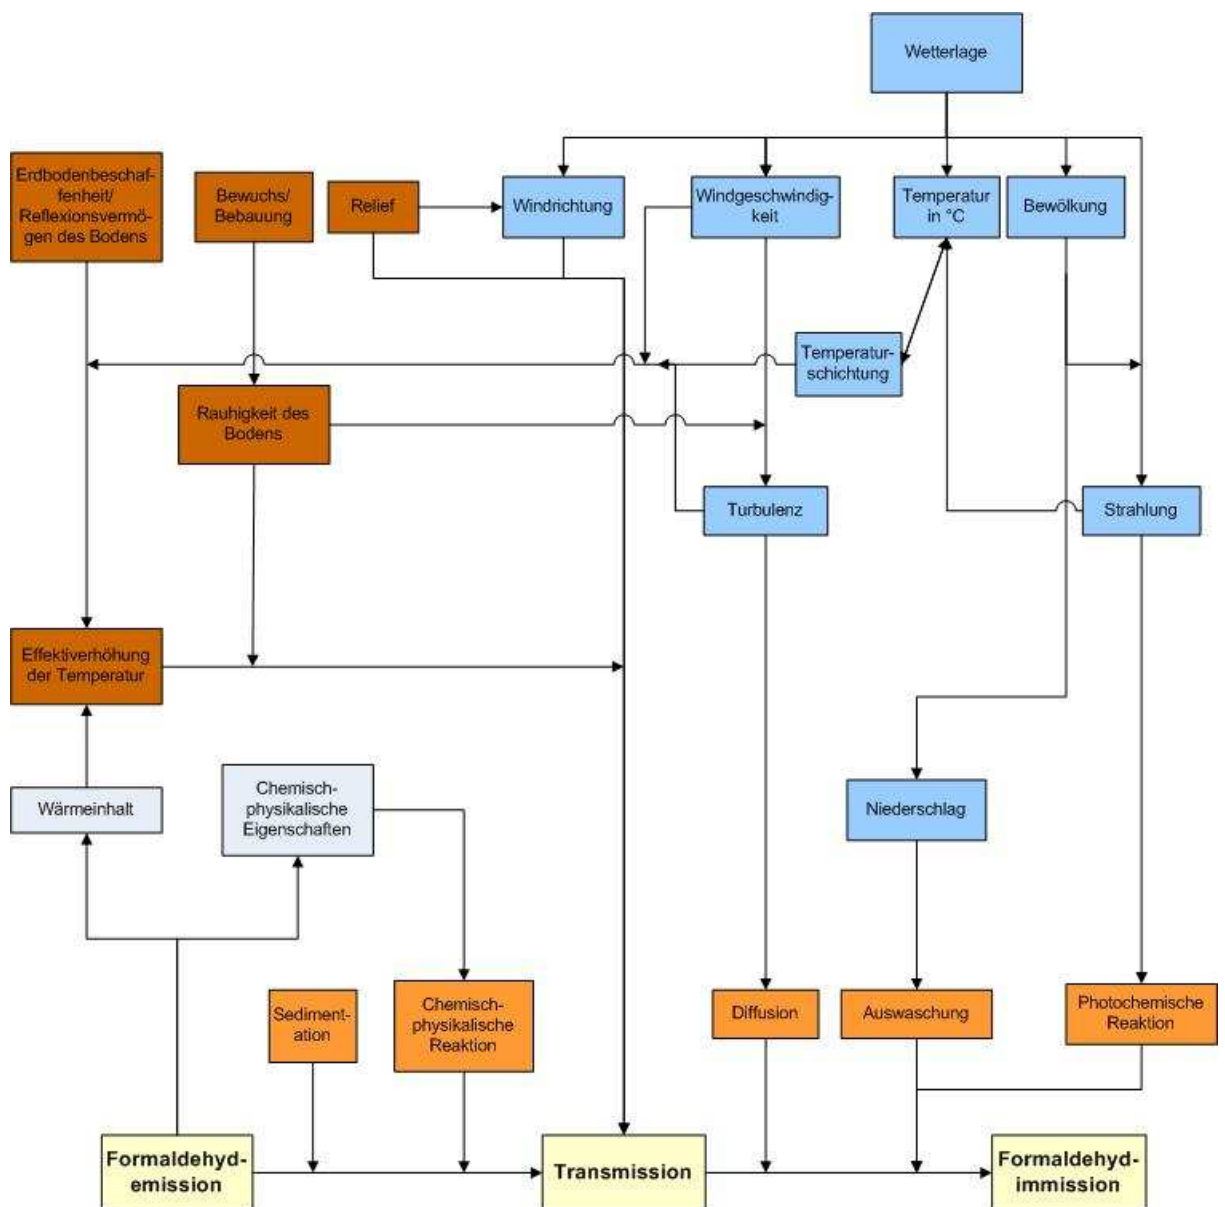 Wetterlage
Erdbodenbeschaf-
fenheit/
Reflexionsvermö-
gen des Bodens
Bewuchs/
Bebauung
Relief
Windrichtung
Windgeschwindig-
keit
Temperatur
in °C
Bewölkung
Temperatur-
schichtung
Rauhigkeit des
Bodens
Turbulenz
Strahlung
Effektiverhöhung
der Temperatur
Wärmeinhalt
Chemisch-
physikalische
Eigenschaften
Niederschlag
Sediment-
ation
Chemisch-
physikalische
Reaktion
Diffusion
Auswaschung
Photochemische
Reaktion
Formaldehyd-
emission
Transmission
Formaldehyd-
immission